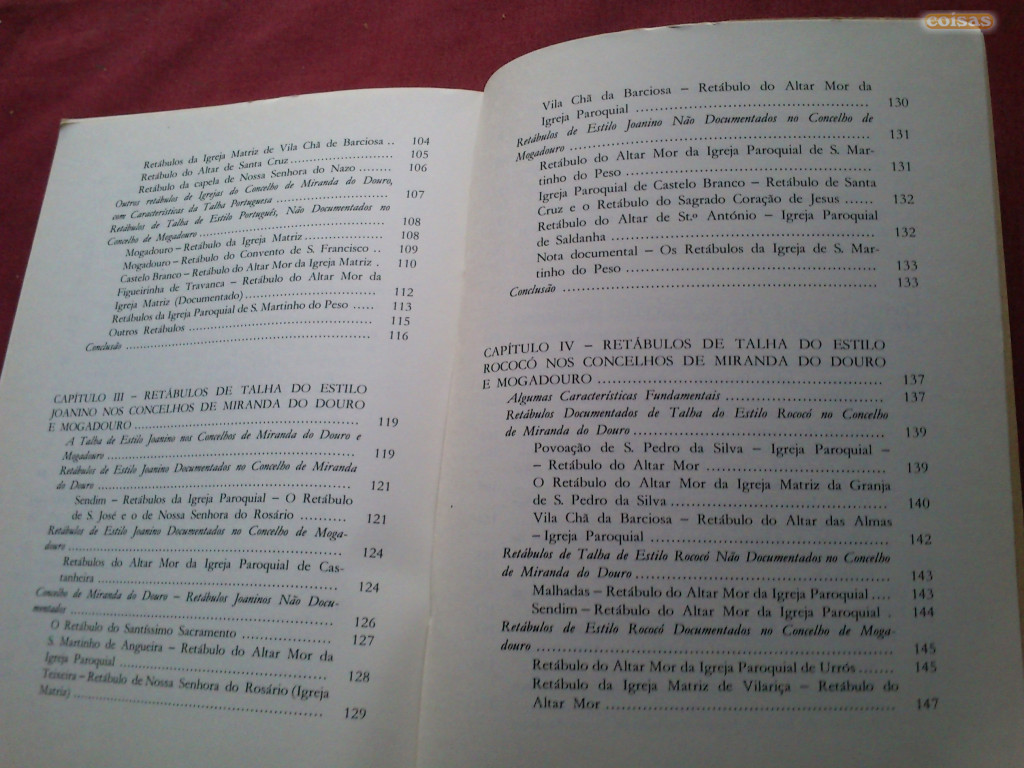 Retábulos da Igreja Matriz de Vila Chã de Barciosa .. 104
Retábulo do Altar de Santa Cruz ........................ 105
Retábulo da capela de Nossa Senhora do Nazo ........ 106
Outros retábulos de Igrejas do Concelho de Miranda do Douro,
com Características da Talha Portuguesa ........................ 107
Retábulos de Talha de Estilo Português, Não Documentados no
Concelho de Mogadouro ........................ 108
Mogadouro – Retábulo da Igreja Matriz ................ 108
Mogadouro – Retábulo do Convento de S. Francisco .. 109
Castelo Branco – Retábulo do Altar Mor da Igreja Matriz . 110
Figueirinha de Travanca – Retábulo do Altar Mor da
Igreja Matriz (Documentado) ........................ 112
Retábulos da Igreja Paroquial de S. Martinho do Peso ..... 113
Outros Retábulos ........................ 115
Conclusão ........................ 116
CAPÍTULO III – RETÁBULOS DE TALHA DO ESTILO
JOANINO NOS CONCELHOS DE MIRANDA DO DOURO
E MOGADOURO ........................ 119
A Talha de Estilo Joanino nos Concelhos de Miranda do Douro e
Mogadouro ........................ 119
Retábulos de Estilo Joanino Documentados no Concelho de Miranda
do Douro ........................ 121
Sendim – Retábulos da Igreja Paroquial – O Retábulo
de S. José e o de Nossa Senhora do Rosário .......... 121
Retábulos de Estilo Joanino Documentados no Concelho de Moga-
douro ........................ 124
Retábulos do Altar Mor da Igreja Paroquial de Cas-
tanheira ........................ 124
Concelho de Miranda do Douro – Retábulos Joaninos Não Docu-
mentados ........................ 126
O Retábulo do Santíssimo Sacramento ................ 127
S. Martinho de Angueira – Retábulo do Altar Mor da
Igreja Paroquial ........................ 128
Teixeira – Retábulo de Nossa Senhora do Rosário (Igreja
Matriz) ........................ 129
coisas
Vila Chã da Barciosa – Retábulo do Altar Mor da
Igreja Paroquial ........................ 130
Retábulos de Estilo Joanino Não Documentados no Concelho de
Mogadouro ........................ 131
Retábulo do Altar Mor da Igreja Paroquial de S. Mar-
tinho do Peso ........................ 131
Igreja Paroquial de Castelo Branco – Retábulo de Santa
Cruz e o Retábulo do Sagrado Coração de Jesus ...... 132
Retábulo do Altar de St.º António – Igreja Paroquial
de Saldanha ........................ 132
Nota documental – Os Retábulos da Igreja de S. Mar-
tinho do Peso ........................ 133
Conclusão ........................ 133
CAPÍTULO IV – RETÁBULOS DE TALHA DO ESTILO
ROCOCÓ NOS CONCELHOS DE MIRANDA DO DOURO
E MOGADOURO ........................ 137
Algumas Características Fundamentais ........................ 137
Retábulos Documentados de Talha do Estilo Rococó no Concelho
de Miranda do Douro ........................ 139
Povoação de S. Pedro da Silva – Igreja Paroquial –
– Retábulo do Altar Mor ........................ 139
O Retábulo do Altar Mor da Igreja Matriz da Granja
de S. Pedro da Silva ........................ 140
Vila Chã da Barciosa – Retábulo do Altar das Almas
– Igreja Paroquial ........................ 142
Retábulos de Talha de Estilo Rococó Não Documentados no Concelho
de Miranda do Douro ........................ 143
Malhadas – Retábulo do Altar Mor da Igreja Paroquial .... 143
Sendim – Retábulo do Altar Mor da Igreja Paroquial . 144
Retábulos de Estilo Rococó Documentados no Concelho de Moga-
douro ........................ 145
Retábulo do Altar Mor da Igreja Paroquial de Urrós ....... 145
Retábulo da Igreja Matriz de Vilariça – Retábulo do
Altar Mor ........................ 147